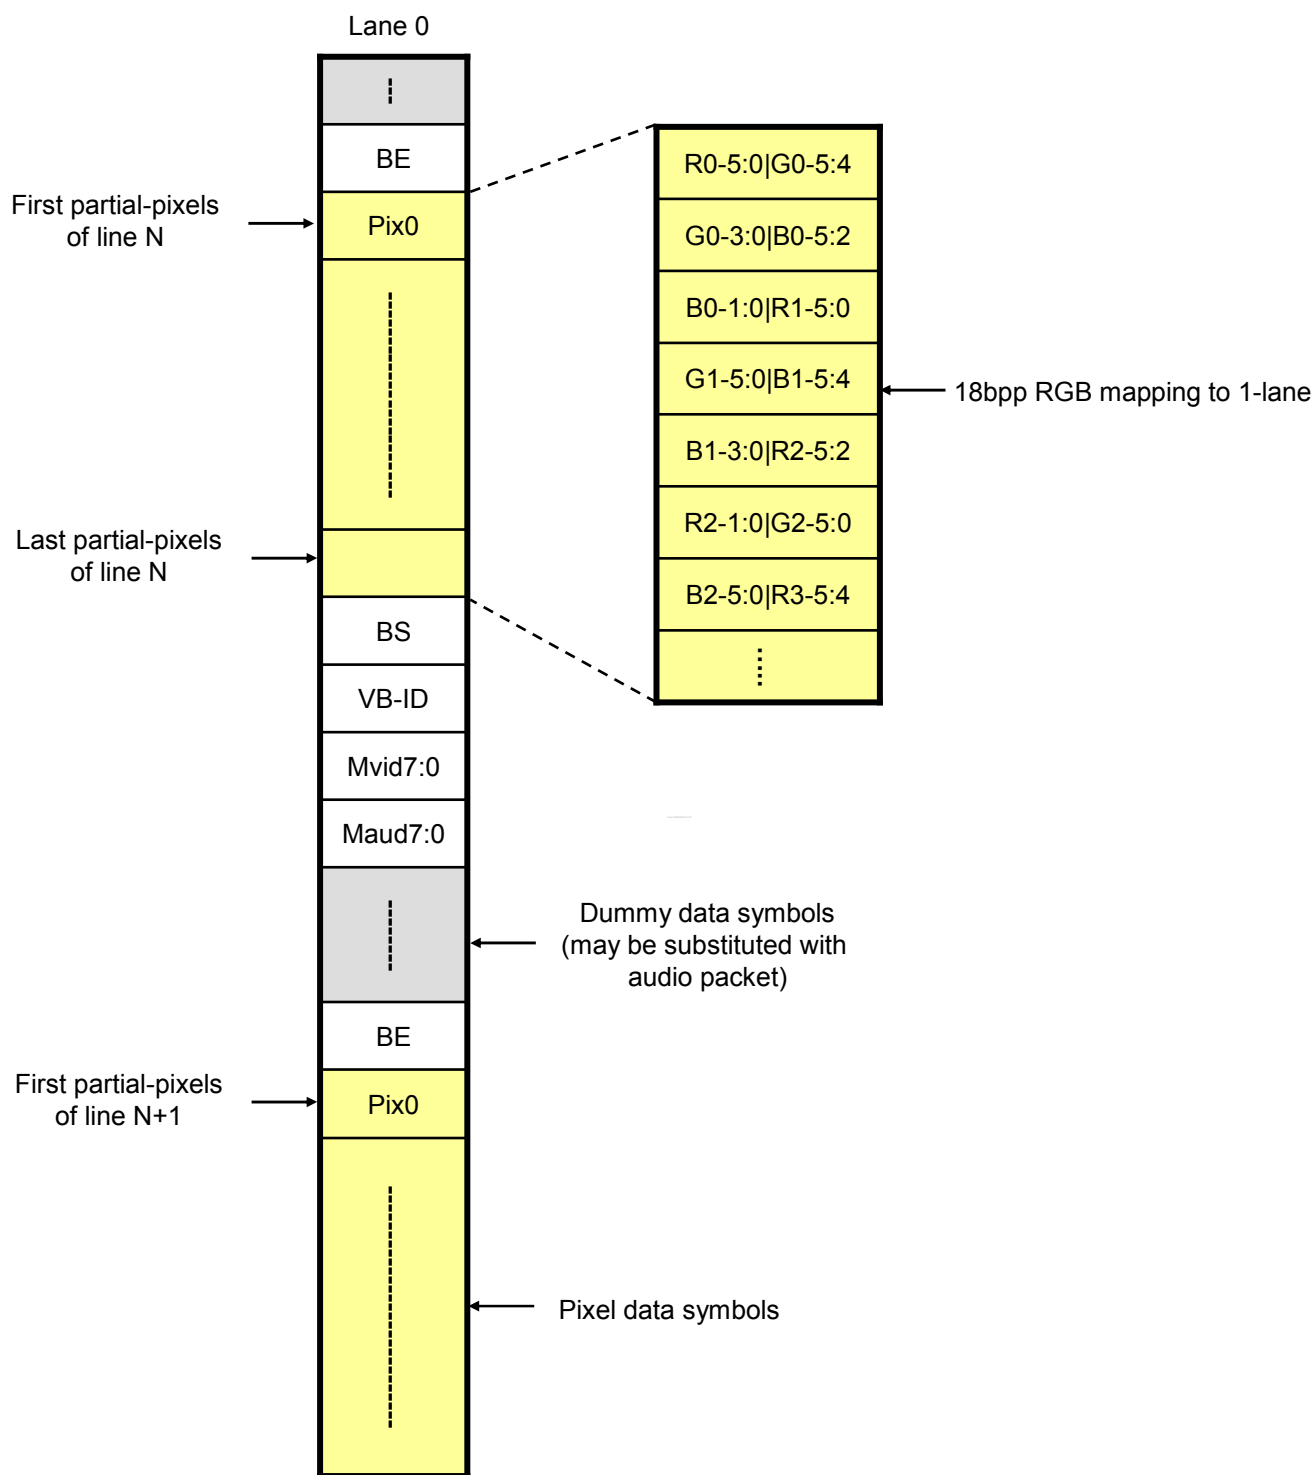 Lane 0
BE
First partial-pixels
of line N
Pix0
Last partial-pixels
of line N
BS
VB-ID
Mvid7:0
Maud7:0
Dummy data symbols
(may be substituted with
audio packet)
BE
First partial-pixels
of line N+1
Pix0
Pixel data symbols
R0-5:0|G0-5:4
G0-3:0|B0-5:2
B0-1:0|R1-5:0
G1-5:0|B1-5:4
B1-3:0|R2-5:2
R2-1:0|G2-5:0
B2-5:0|R3-5:4
18bpp RGB mapping to 1-lane